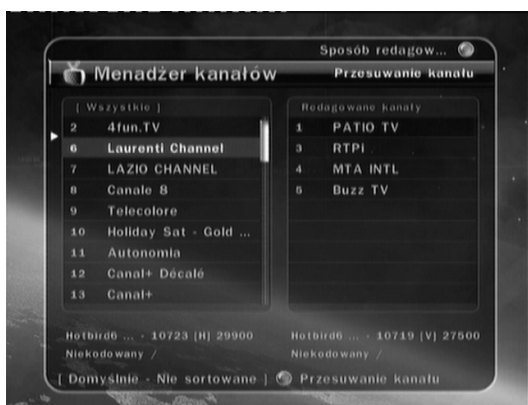 Sposób redagow...
Menadżer kanałów
Przesuwanie kanału
[ Wszystkie ]
2 4fun.TV
6 Laurenti Channel
7 LAZIO CHANNEL
8 Canale 8
9 Telecolore
10 Holiday Sat - Gold ...
11 Autonomia
12 Canal+ Décalé
13 Canal+
Redagowane kanały
1 PATIO TV
3 RTPi
4 MTA INTL
5 Buzz TV
Hotbird6 ... - 10723 [H] 29900
Niekodowany /
Hotbird6 ... - 10719 [V] 27500
Niekodowany /
[ Domyślnie - Nie sortowane ]
Przesuwanie kanału